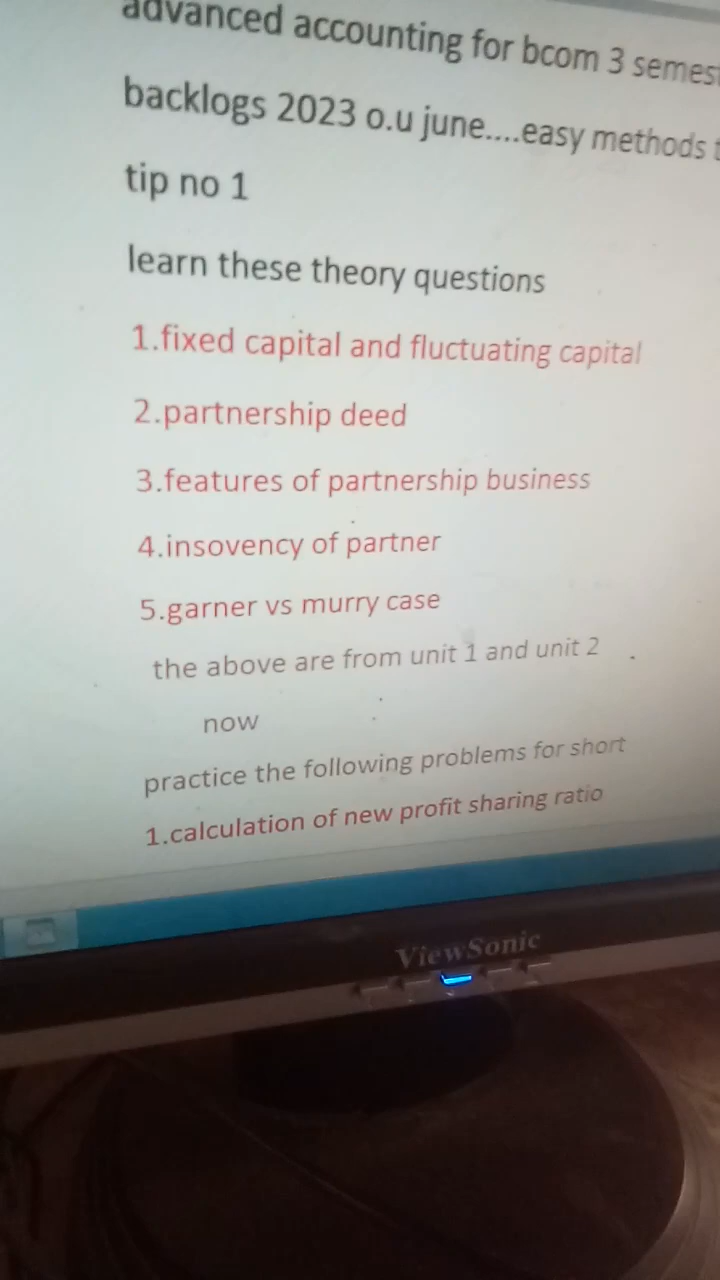 advanced accounting for bcom 3
backlogs 2023 o.u june....easy methods
tip no 1
learn these theory questions
1.fixed capital and fluctuating capital
2.partnership deed
3.features of partnership business
4.insovency of partner
5.garner vs murry case
the above are from unit 1 and unit 2
now
practice the following problems for short
1.calculation of new profit sharing ratio
ViewSonic